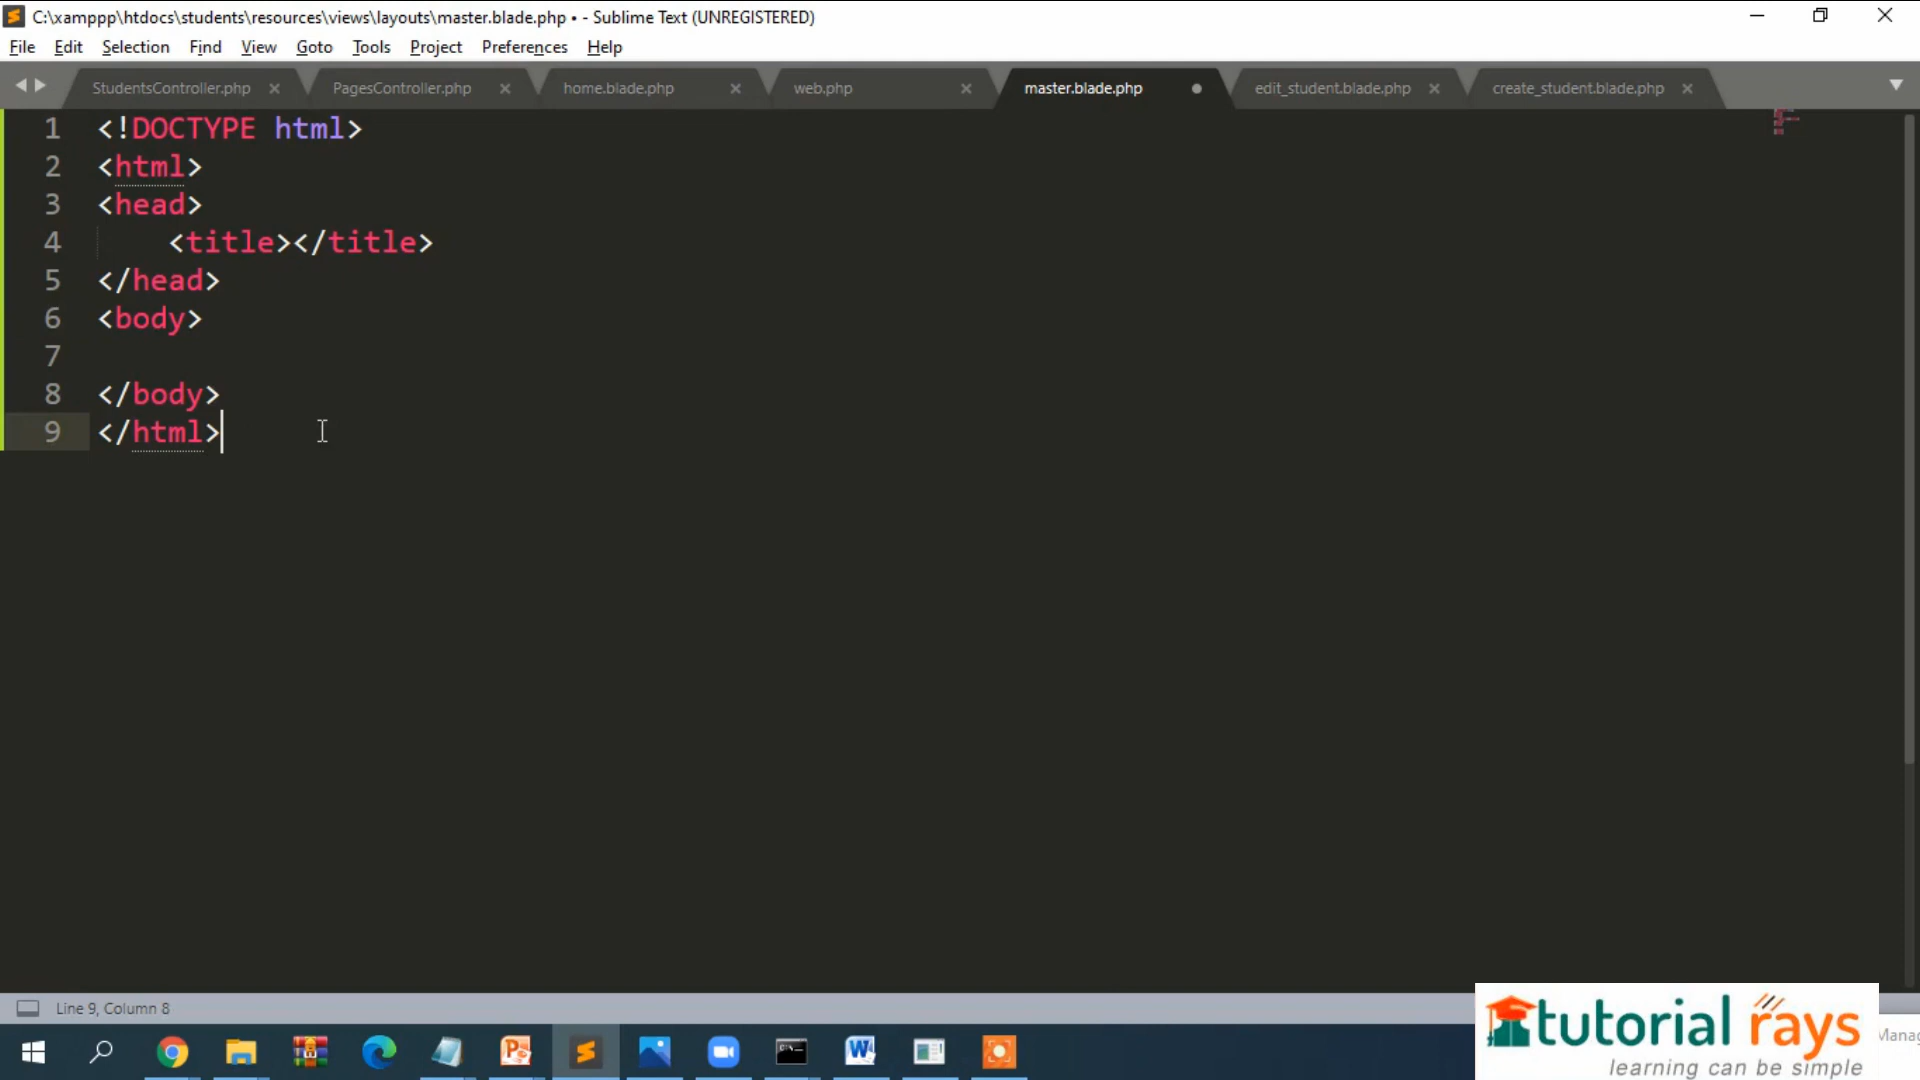 C:\xamppp\htdocs\students\resources\views\layouts\master.blade.php • - Sublime Text (UNREGISTERED)
File Edit Selection Find View Goto Tools Project Preferences Help
StudentsController.php PagesController.php home.blade.php web.php master.blade.php edit_student.blade.php create_student.blade.php
1 <!DOCTYPE html>
2 <html>
3 <head>
4 <title></title>
5 </head>
6 <body>
7
8 </body>
9 </html>
Line 9, Column 8
tutorial rays
learning can be simple